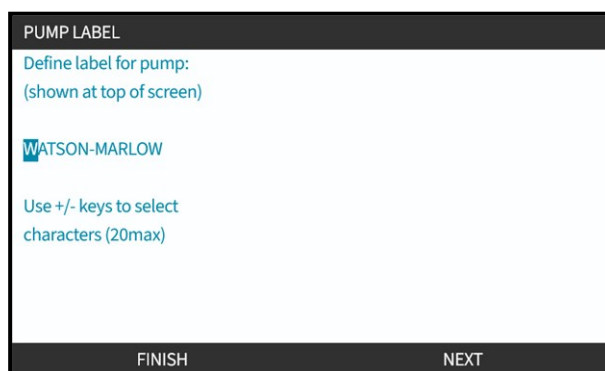 PUMP LABEL
Define label for pump:
(shown at top of screen)
WATSON-MARLOW
Use +/- keys to select
characters (20max)
FINISH NEXT